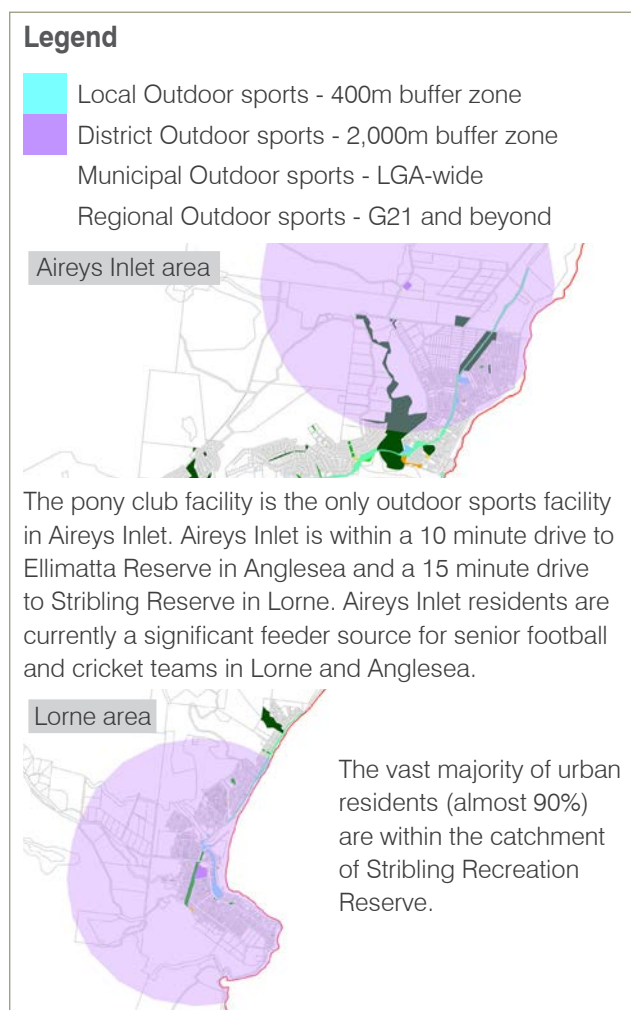 Legend
Local Outdoor sports - 400m buffer zone
District Outdoor sports - 2,000m buffer zone
Municipal Outdoor sports - LGA-wide
Regional Outdoor sports - G21 and beyond
Aireys Inlet area
The pony club facility is the only outdoor sports facility
in Aireys Inlet. Aireys Inlet is within a 10 minute drive to
Ellimatta Reserve in Anglesea and a 15 minute drive
to Stribling Reserve in Lorne. Aireys Inlet residents are
currently a significant feeder source for senior football
and cricket teams in Lorne and Anglesea.
Lorne area
The vast majority of urban
residents (almost 90%)
are within the catchment
of Stribling Recreation
Reserve.